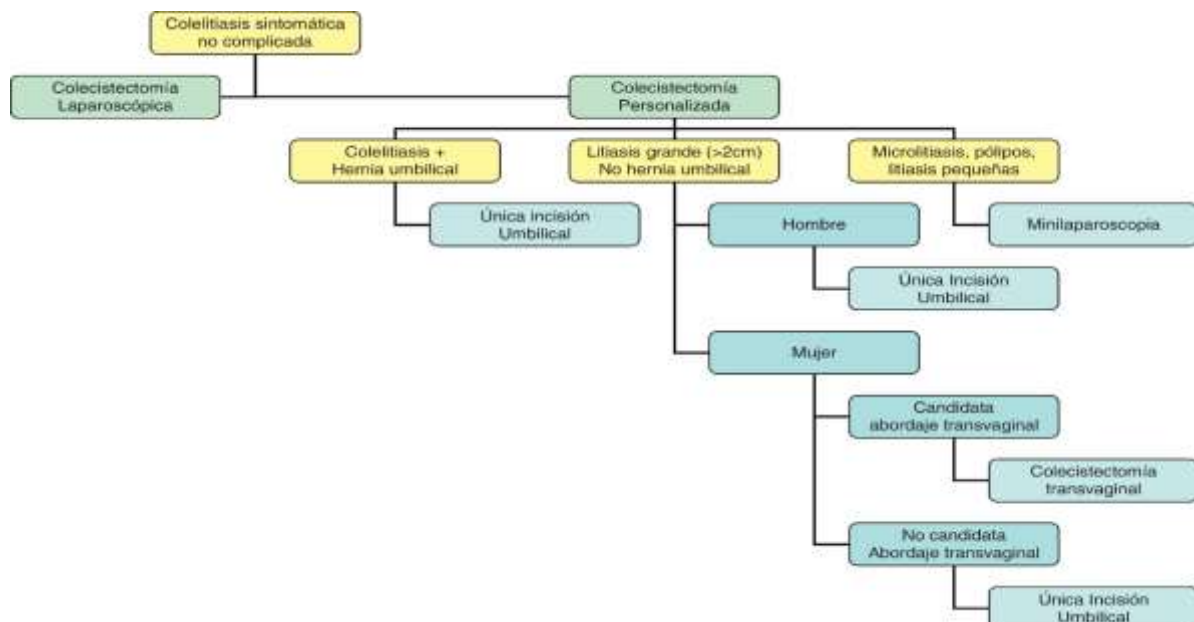 Colelitiasis sintomática
no complicada
Colecistectomía
Laparoscópica
Colecistectomía
Personalizada
Colelitiasis +
Hernia umbilical
Litiasis grande (>2cm)
No hernia umbilical
Microlitiasis, pólipos,
litiasis pequeñas
Única incisión
Umbilical
Hombre
Minilaparoscopia
Única Incisión
Umbilical
Mujer
Candidata
abordaje transvaginal
Colecistectomía
transvaginal
No candidata
Abordaje transvaginal
Única Incisión
Umbilical